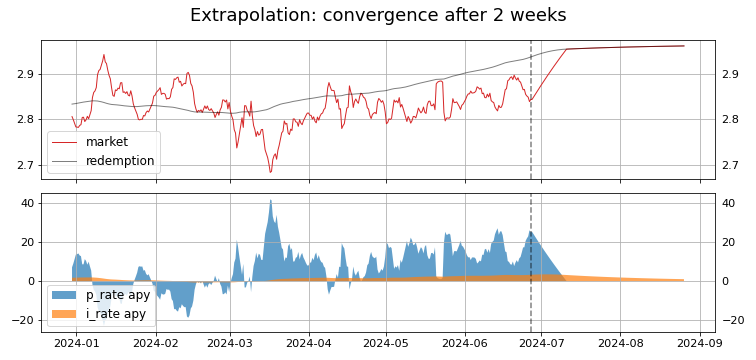 Extrapolation: convergence after 2 weeks
2.9
2.8
2.7
2.9
2.8
2.7
market
redemption
40
20
0
−20
40
20
0
−20
p_rate apy
i_rate apy
2024-01 2024-02 2024-03 2024-04 2024-05 2024-06 2024-07 2024-08 2024-09